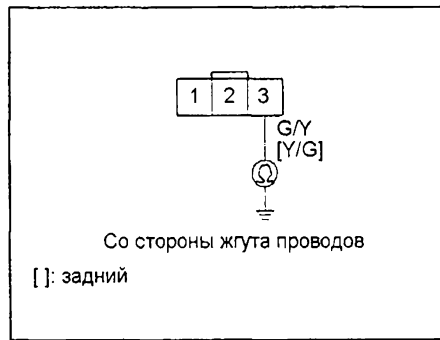 1 2 3
G/Y
[Y/G]
Ω
Со стороны жгута проводов
[ ]: задний